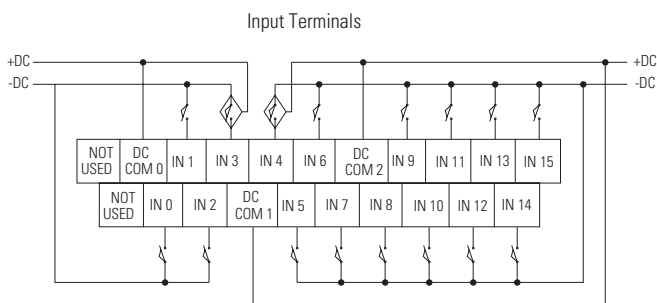 Input Terminals
+DC
+DC
-DC
-DC
NOT
USED
DC
COM 0
IN 1
IN 3
IN 4
IN 6
DC
COM 2
IN 9
IN 11
IN 13
IN 15
NOT
USED
IN 0
IN 2
DC
COM 1
IN 5
IN 7
IN 8
IN 10
IN 12
IN 14